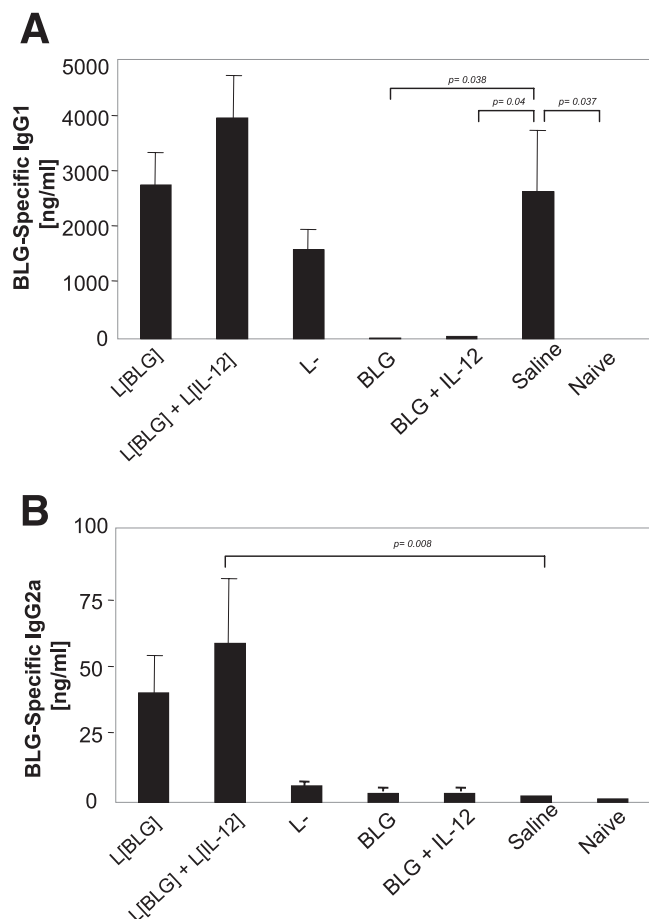 A
BLG-Specific IgG1
[ng/ml]
5000
4000
3000
2000
1000
0
p= 0.038
p= 0.04
p= 0.037
L[BLG]
L[BLG] + L[IL-12]
L-
BLG
BLG + IL-12
Saline
Naive
B
BLG-Specific IgG2a
[ng/ml]
100
75
50
25
0
p= 0.008
L[BLG]
L[BLG] + L[IL-12]
L-
BLG
BLG + IL-12
Saline
Naive